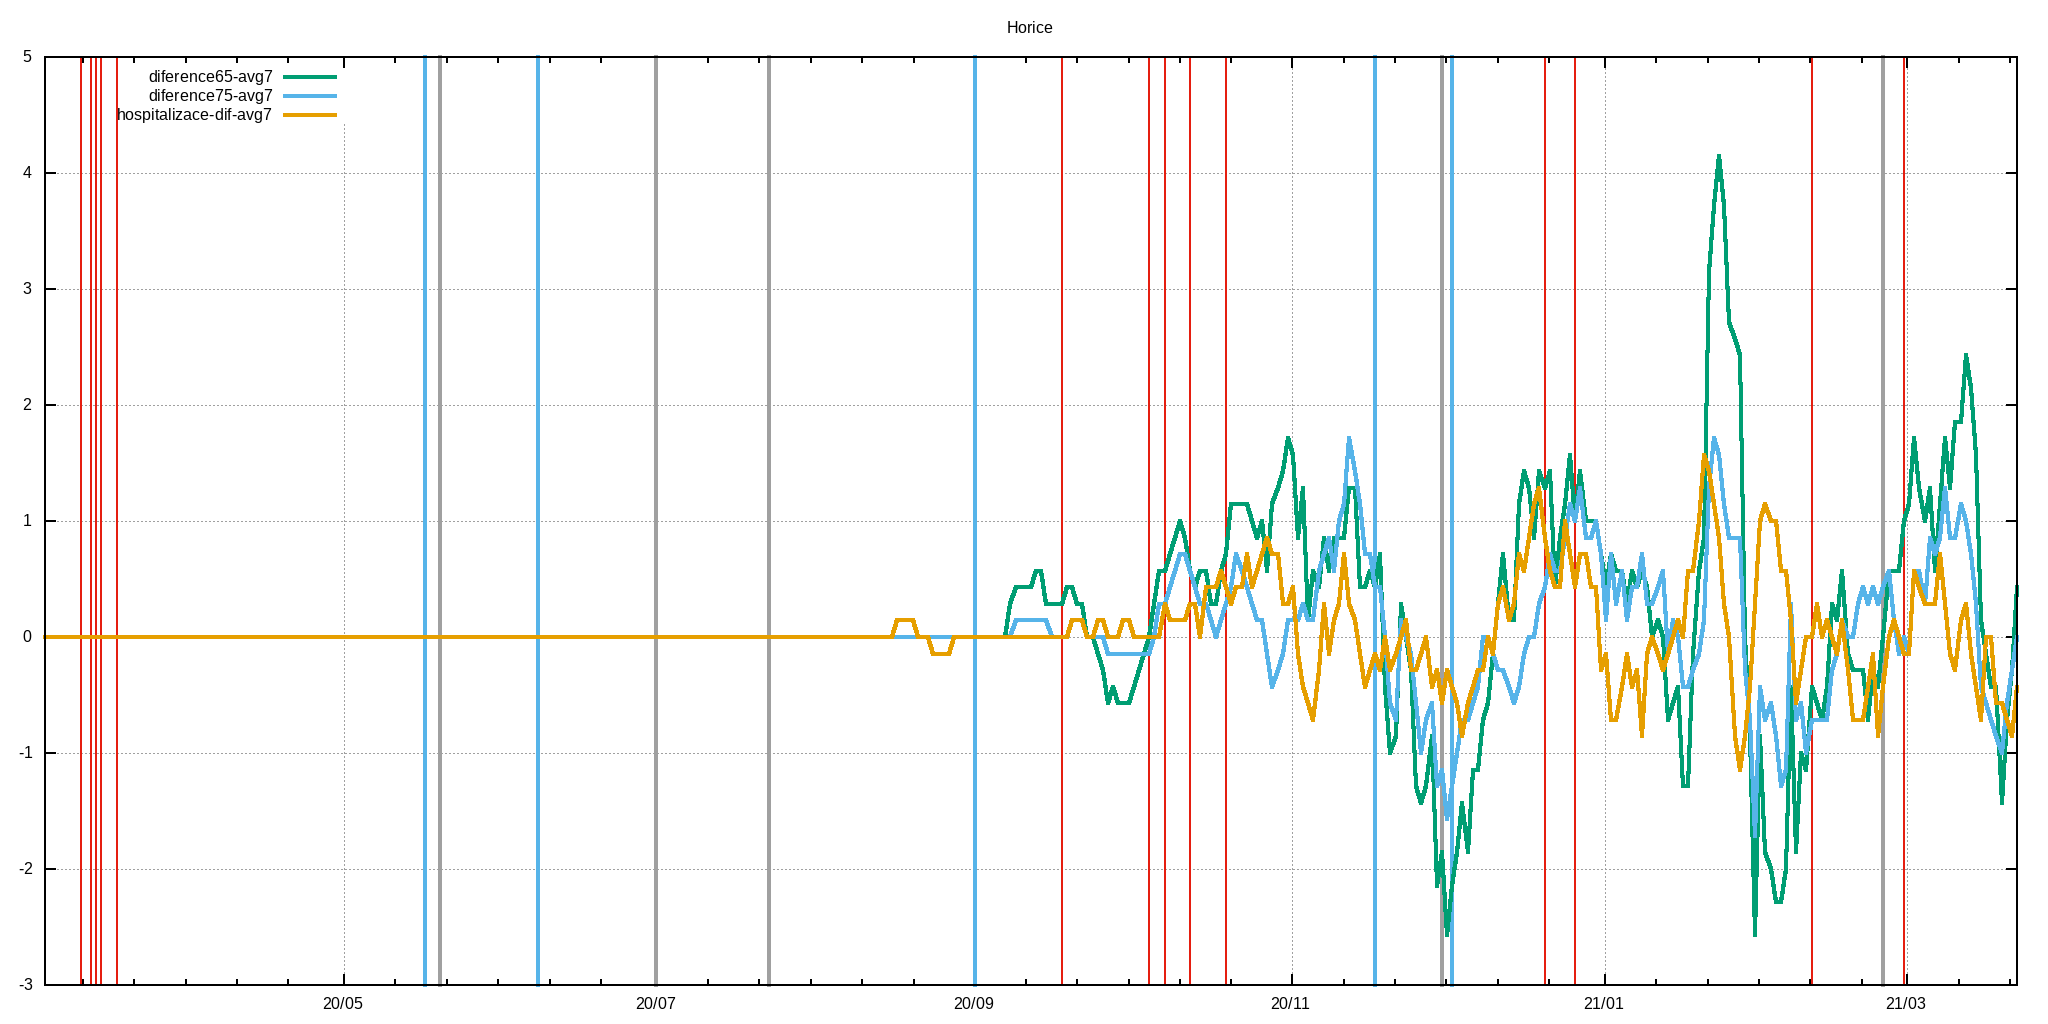 Horice
5
diference65-avg7
diference75-avg7
hospitalizace-dif-avg7
4
3
2
1
0
-1
-2
-3
20/05 20/07 20/09 20/11 21/01 21/03